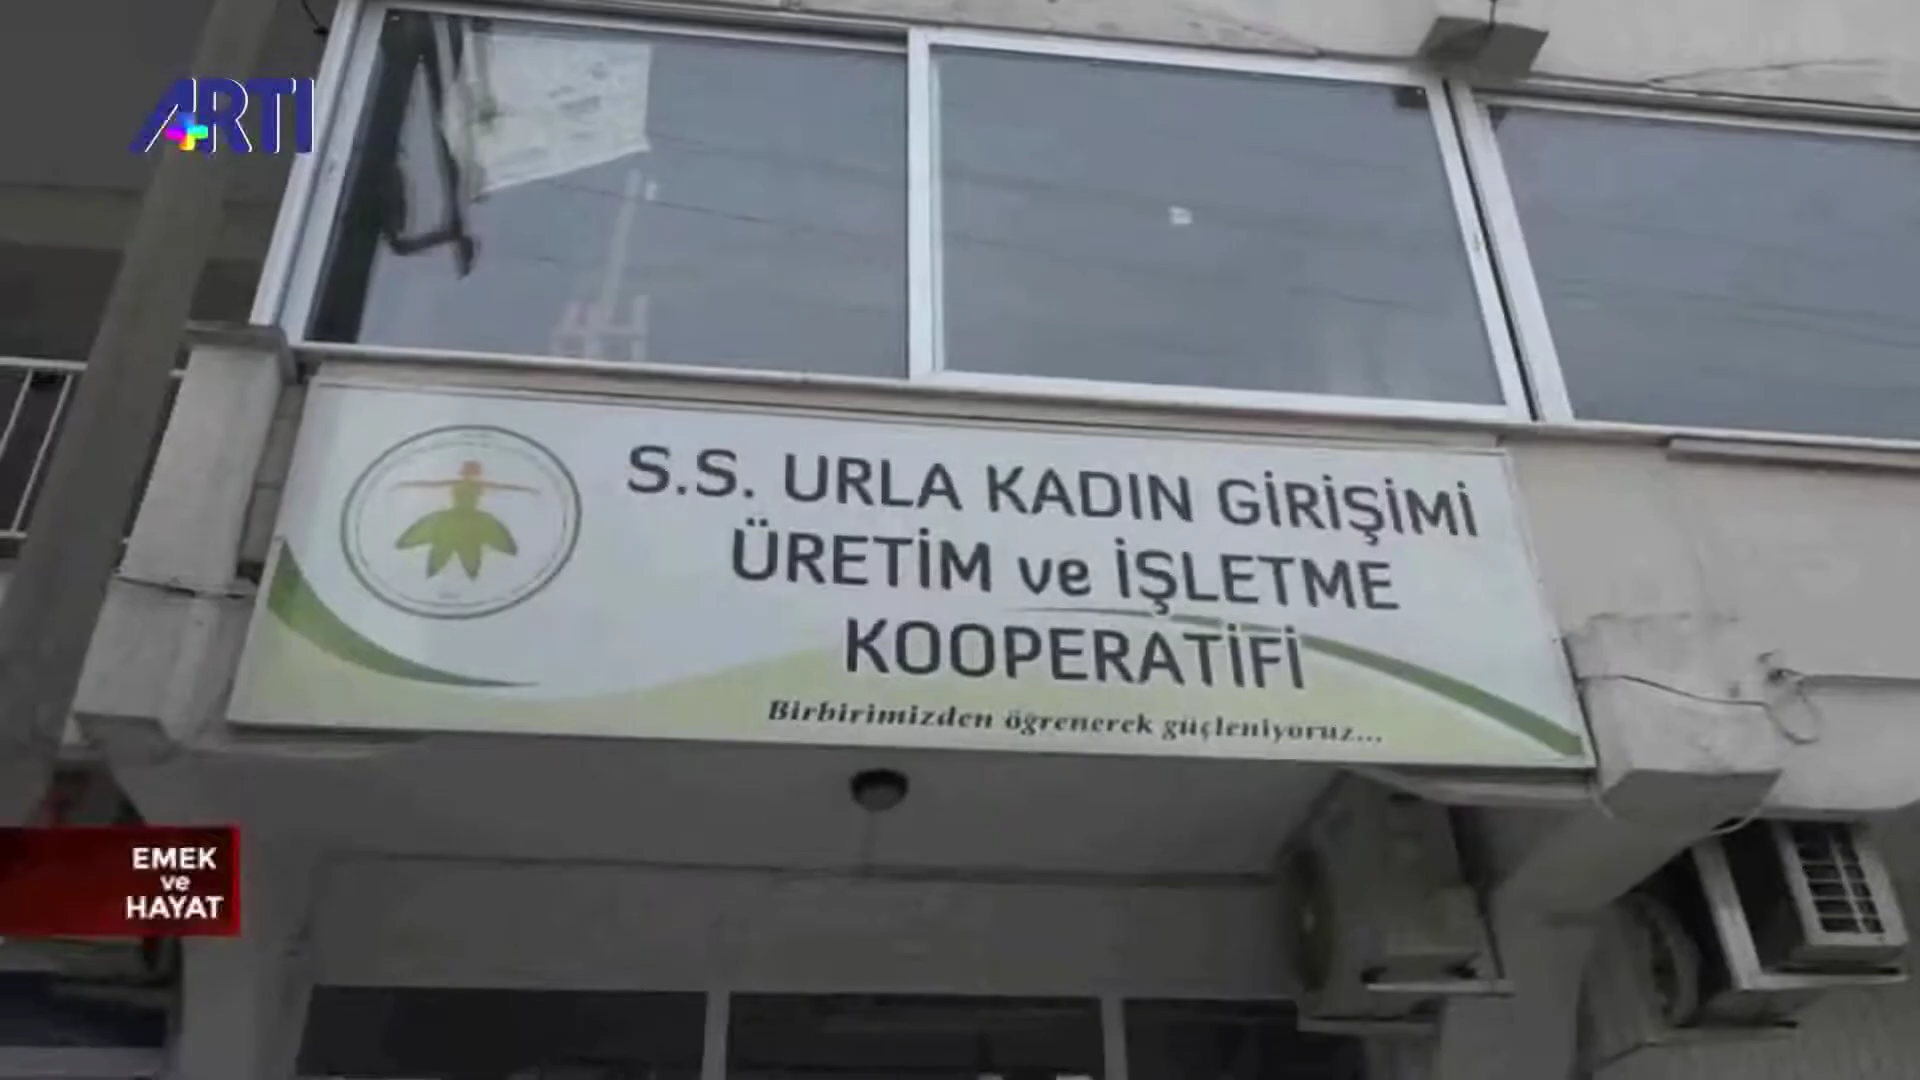 ARTI
S.S. URLA KADIN GİRİŞİMİ
ÜRETİM ve İŞLETME
KOOPERATİFİ
Birbirimizden öğrenerek güçleniyoruz...
EMEK
ve
HAYAT